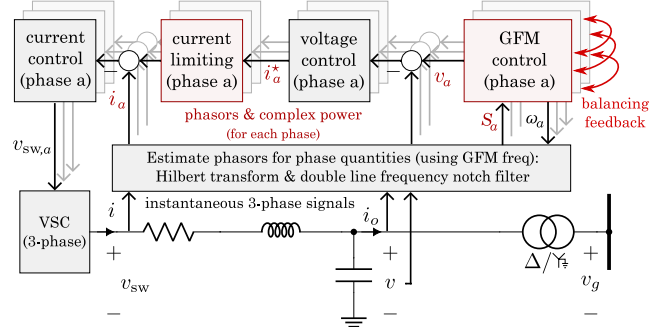 current control (phase a)
current limiting (phase a)
voltage control (phase a)
GFM control (phase a)
i_a
i_a^⋆
−
v_a
−
balancing feedback
phasors & complex power
(for each phase)
S_a
ω_a
v_{sw,a}
Estimate phasors for phase quantities (using GFM freq):
Hilbert transform & double line frequency notch filter
VSC
(3-phase)
i
instantaneous 3-phase signals
i_o
+
v_sw
−
+
v
−
Δ/Y
+
v_g
−